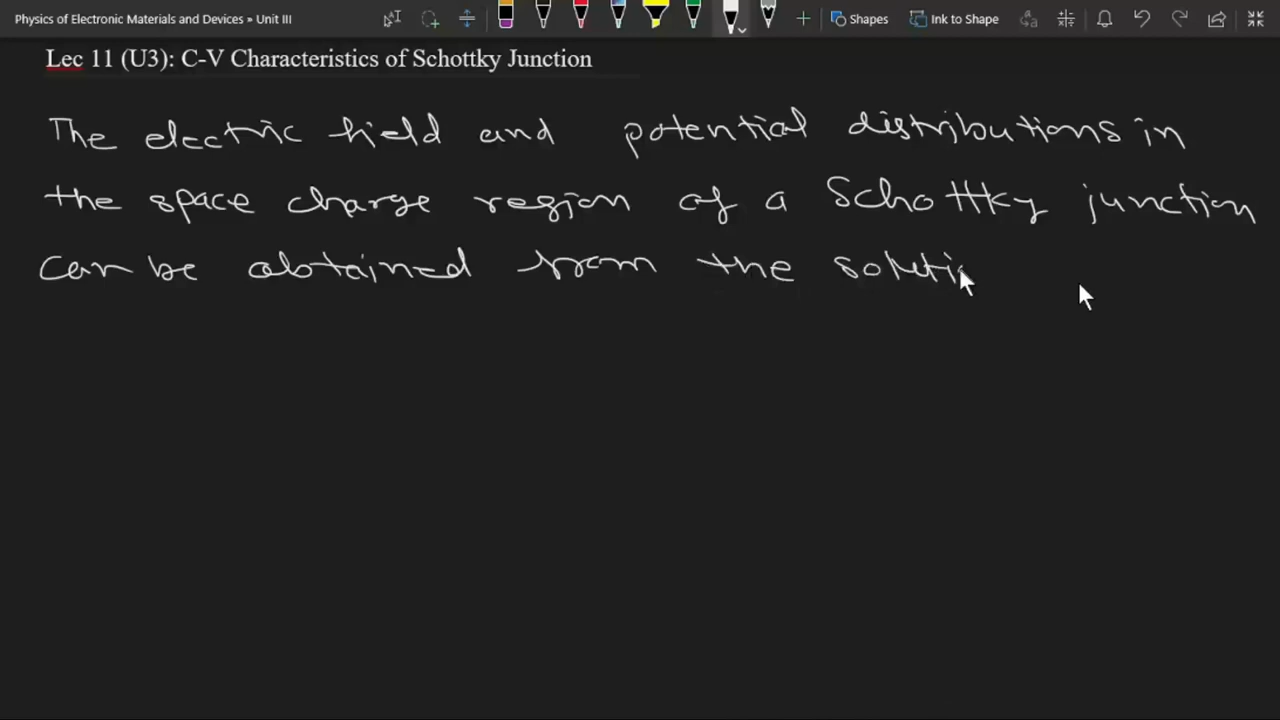 Physics of Electronic Materials and Devices » Unit III
Shapes
Ink to Shape
Lec 11 (U3): C-V Characteristics of Schottky Junction
The electric field and potential distributions in
the space charge region of a Schottky junction
can be obtained from the soluti